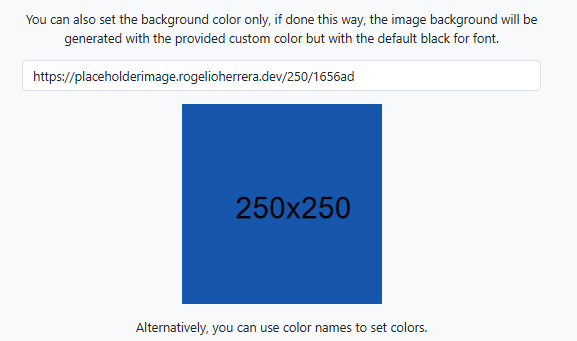 You can also set the background color only, if done this way, the image background will be
generated with the provided custom color but with the default black for font.
https://placeholderimage.rogelioherrera.dev/250/1656ad
250x250
Alternatively, you can use color names to set colors.